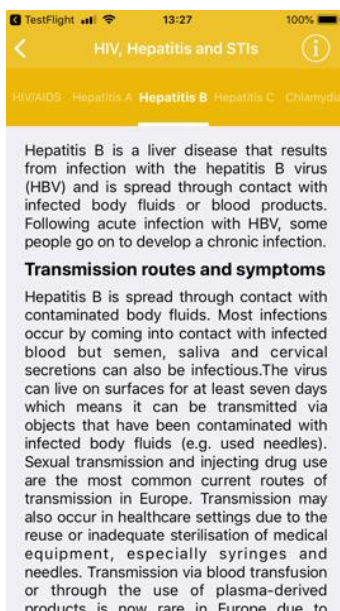 TestFlight 13:27 100%
HIV, Hepatitis and STIs
HIV/AIDS Hepatitis A Hepatitis B Hepatitis C Chlamydi
Hepatitis B is a liver disease that results
from infection with the hepatitis B virus
(HBV) and is spread through contact with
infected body fluids or blood products.
Following acute infection with HBV, some
people go on to develop a chronic infection.
Transmission routes and symptoms
Hepatitis B is spread through contact with
contaminated body fluids. Most infections
occur by coming into contact with infected
blood but semen, saliva and cervical
secretions can also be infectious.The virus
can live on surfaces for at least seven days
which means it can be transmitted via
objects that have been contaminated with
infected body fluids (e.g. used needles).
Sexual transmission and injecting drug use
are the most common current routes of
transmission in Europe. Transmission may
also occur in healthcare settings due to the
reuse or inadequate sterilisation of medical
equipment, especially syringes and
needles. Transmission via blood transfusion
or through the use of plasma-derived
products is now rare in Europe due to